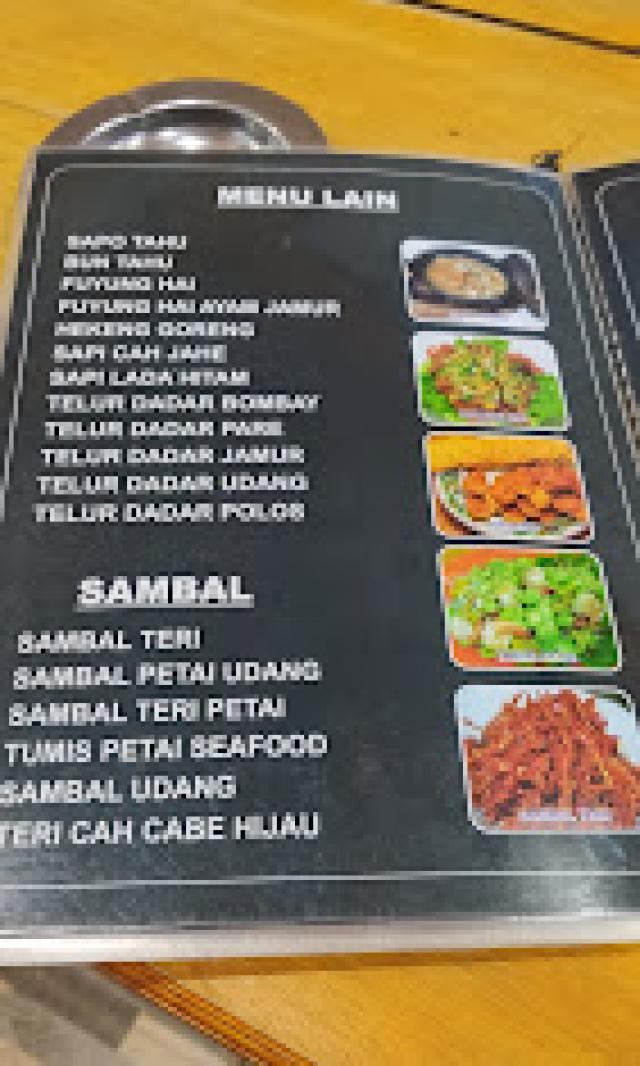 MENU LAIN
SAPO TAHU
BUN TAHU
FUYUNG HAI
FUYUNG HAI AYAM JAMUR
HEKENG GORENG
SAPI CAH JAHE
SAPI LADA HITAM
TELUR DADAR BOMBAY
TELUR DADAR PARE
TELUR DADAR JAMUR
TELUR DADAR UDANG
TELUR DADAR POLOS
SAMBAL
SAMBAL TERI
SAMBAL PETAI UDANG
SAMBAL TERI PETAI
TUMIS PETAI SEAFOOD
SAMBAL UDANG
TERI CAH CABE HIJAU